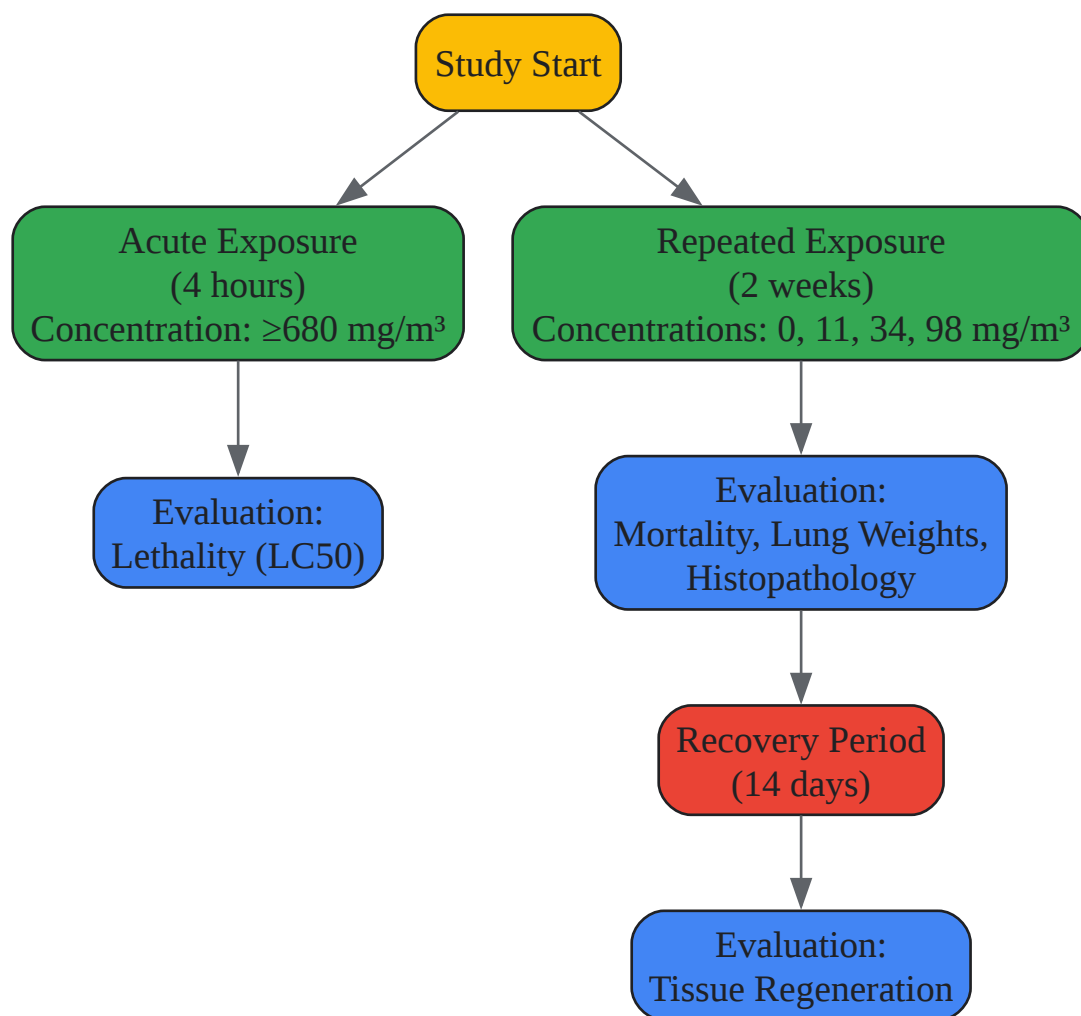 Study Start
Acute Exposure
(4 hours)
Concentration: ≥680 mg/m³
Repeated Exposure
(2 weeks)
Concentrations: 0, 11, 34, 98 mg/m³
Evaluation:
Lethality (LC50)
Evaluation:
Mortality, Lung Weights,
Histopathology
Recovery Period
(14 days)
Evaluation:
Tissue Regeneration